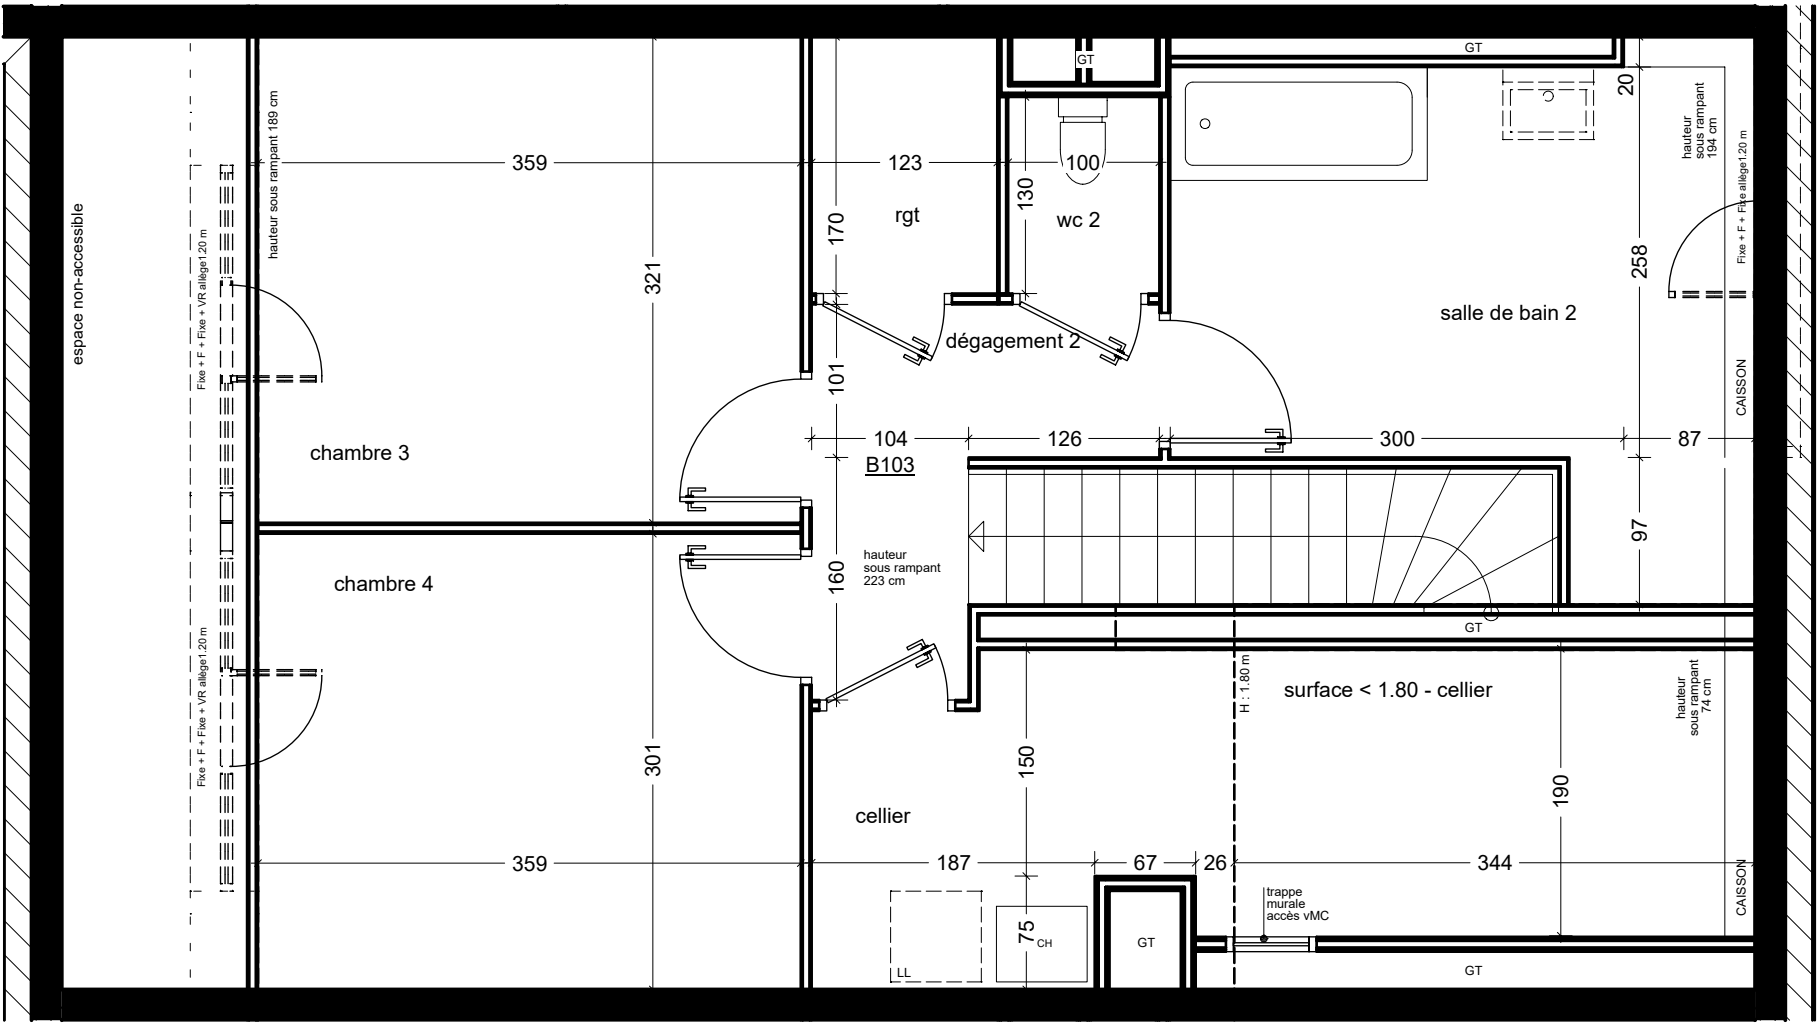 GT
GT
20
hauteur
sous rampant
194 cm
Fixe + F + Fixe allège1.20 m
hauteur sous rampant 189 cm
359
123
100
130
rgt
wc 2
170
espace non-accessible
Fixe + F + Fixe + VR allège1.20 m
321
258
salle de bain 2
dégagement 2
101
CAISSON
chambre 3
104
126
300
87
B103
97
hauteur
sous rampant
223 cm
160
chambre 4
GT
H : 1.80 m
surface < 1.80 - cellier
hauteur
sous rampant
74 cm
Fixe + F + Fixe + VR allège1.20 m
301
150
190
cellier
359
187
67
26
344
CAISSON
trappe
murale
accès vMC
75
CH
GT
LL
GT